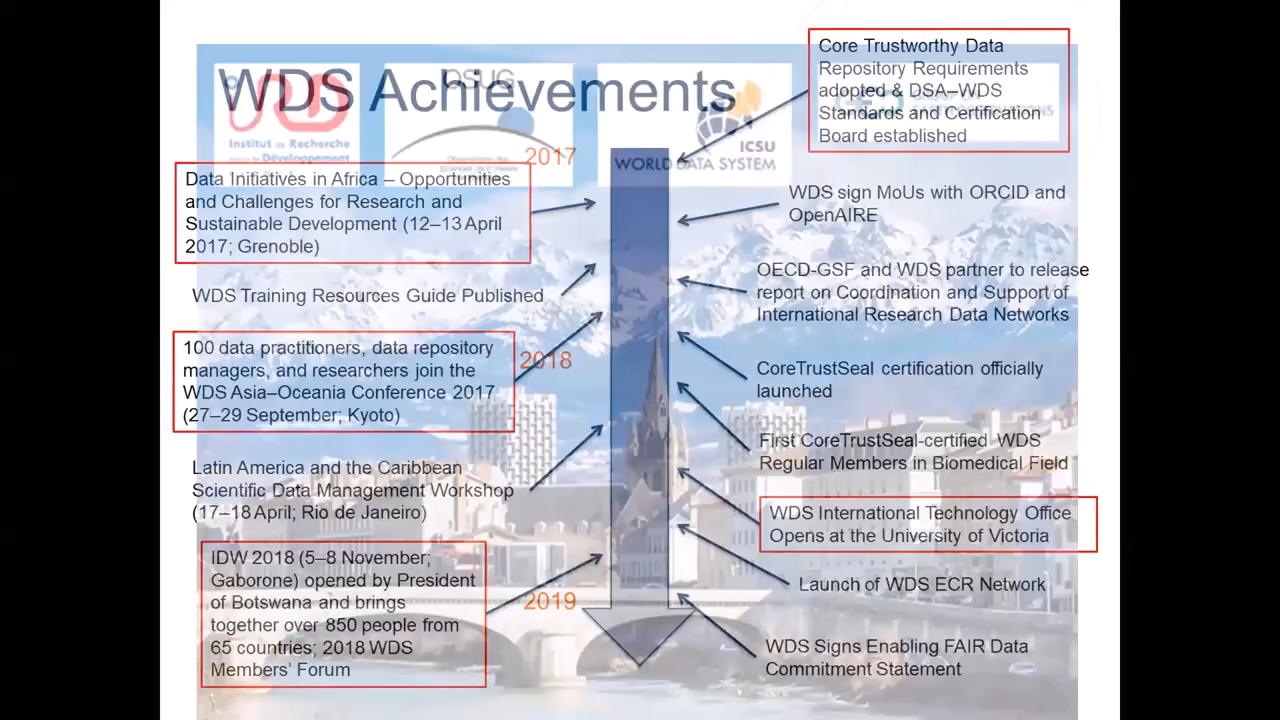 WDS Achievements
OSUG
Institut de Recherche
pour le Développement
ICSU
WORLD DATA SYSTEM
Core Trustworthy Data
Repository Requirements
adopted & DSA–WDS
Standards and Certification
Board established
2017
Data Initiatives in Africa – Opportunities
and Challenges for Research and
Sustainable Development (12–13 April
2017; Grenoble)
WDS sign MoUs with ORCID and
OpenAIRE
WDS Training Resources Guide Published
OECD-GSF and WDS partner to release
report on Coordination and Support of
International Research Data Networks
100 data practitioners, data repository
managers, and researchers join the
WDS Asia–Oceania Conference 2017
(27–29 September; Kyoto)
2018
CoreTrustSeal certification officially
launched
First CoreTrustSeal-certified WDS
Regular Members in Biomedical Field
Latin America and the Caribbean
Scientific Data Management Workshop
(17–18 April; Rio de Janeiro)
WDS International Technology Office
Opens at the University of Victoria
IDW 2018 (5–8 November;
Gaborone) opened by President
of Botswana and brings
together over 850 people from
65 countries; 2018 WDS
Members' Forum
Launch of WDS ECR Network
2019
WDS Signs Enabling FAIR Data
Commitment Statement